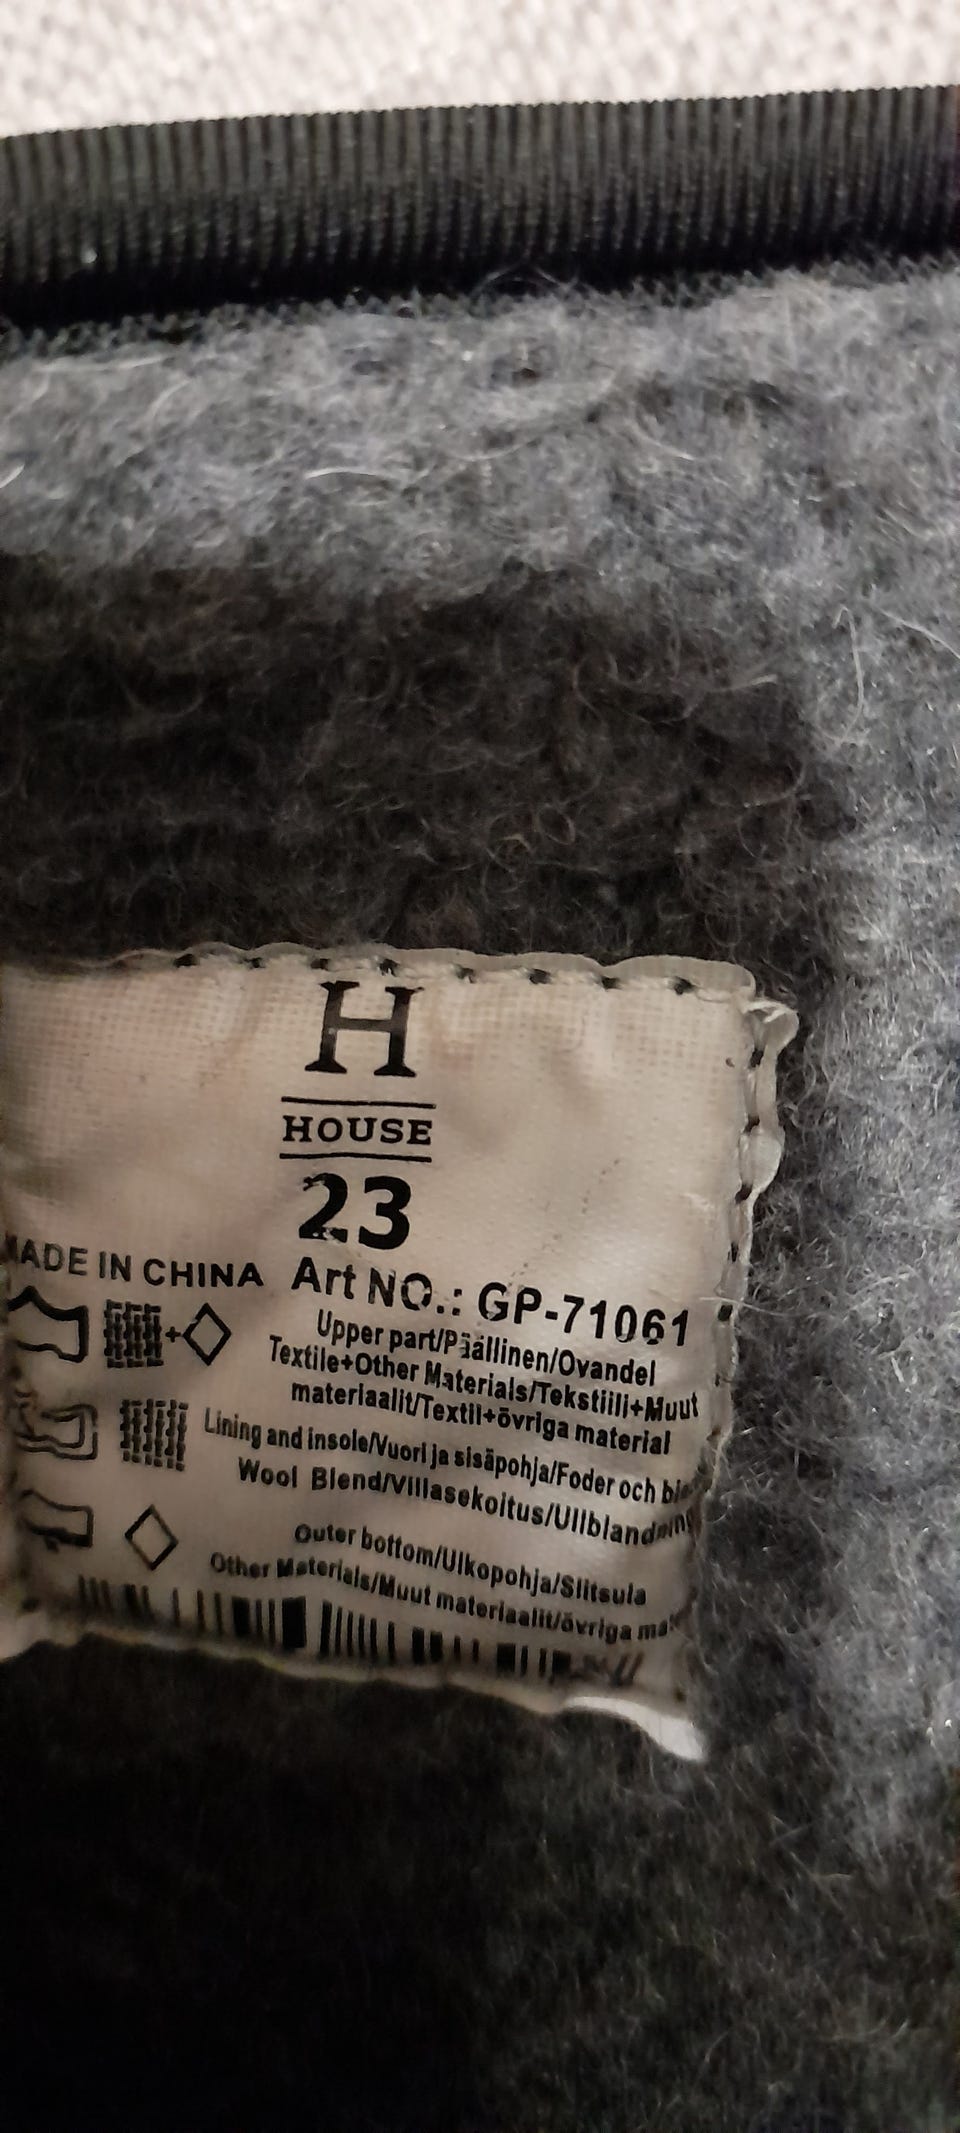 H
HOUSE
23
MADE IN CHINA Art NO.: GP-71061
Upper part/Päällinen/Ovandel
Textile+Other Materials/Tekstiili+Muut
materiaalit/Textil+övriga material
Lining and insole/Vuori ja sisäpohja/Foder och
Wool Blend/Villasekoitus/Ullblandning
Outer bottom/Ulkopohja/Slitsula
Other Materials/Muut materiaalit/övriga